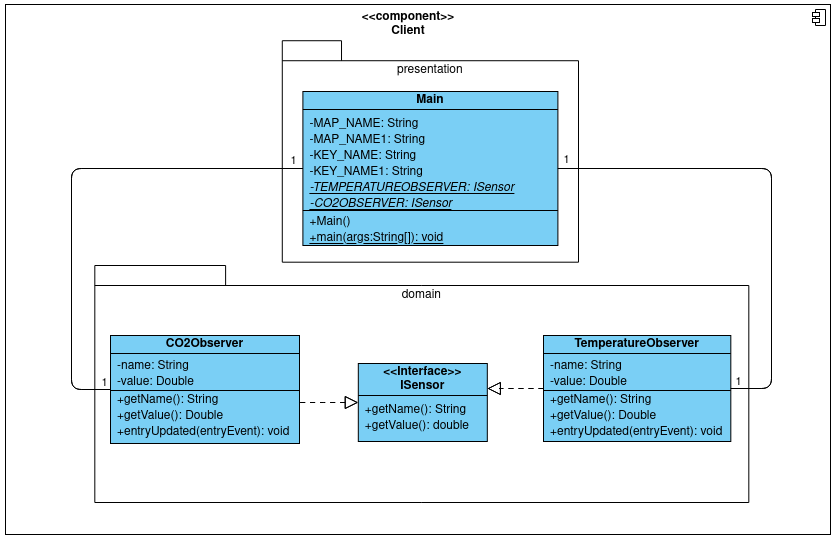 <<component>>
Client
presentation
Main
-MAP_NAME: String
-MAP_NAME1: String
-KEY_NAME: String
-KEY_NAME1: String
-TEMPERATUREOBSERVER: ISensor
-CO2OBSERVER: ISensor
+Main()
+main(args:String[]): void
1
1
domain
CO2Observer
-name: String
-value: Double
+getName(): String
+getValue(): Double
+entryUpdated(entryEvent): void
1
<<Interface>>
ISensor
+getName(): String
+getValue(): double
TemperatureObserver
-name: String
-value: Double
+getName(): String
+getValue(): Double
+entryUpdated(entryEvent): void
1